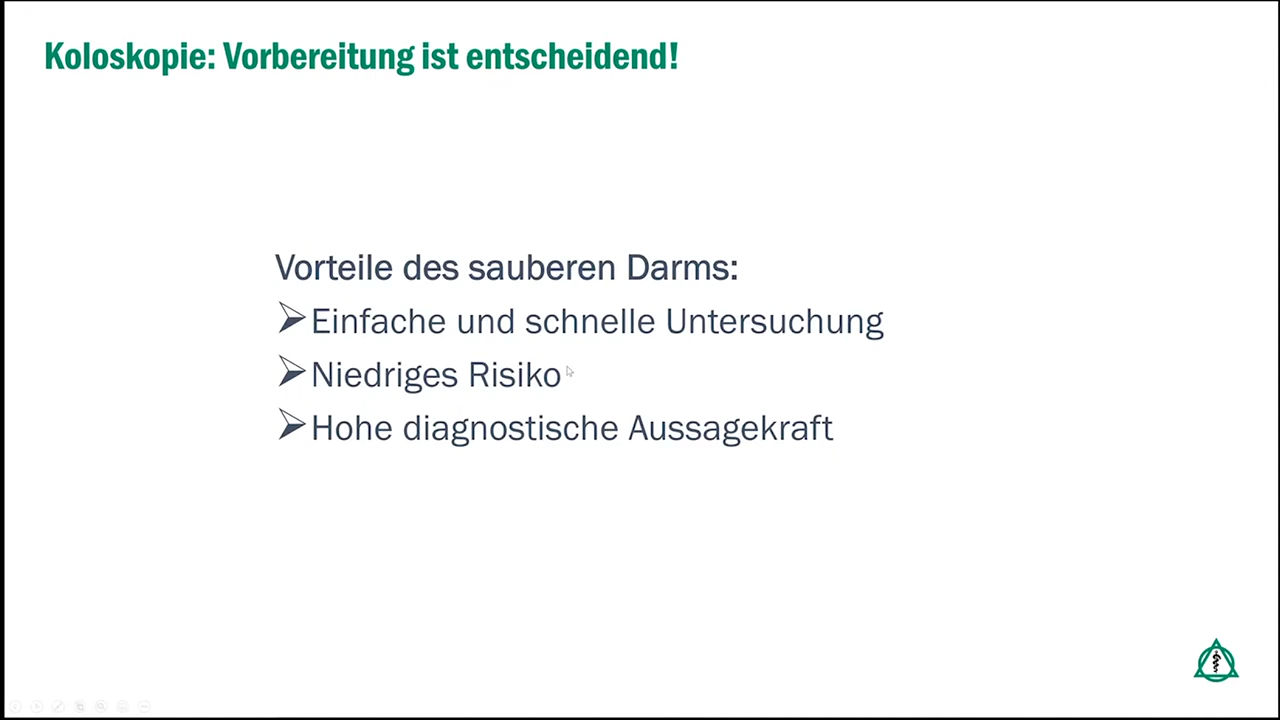 Koloskopie: Vorbereitung ist entscheidend!
Vorteile des sauberen Darms:
Einfache und schnelle Untersuchung
Niedriges Risiko
Hohe diagnostische Aussagekraft